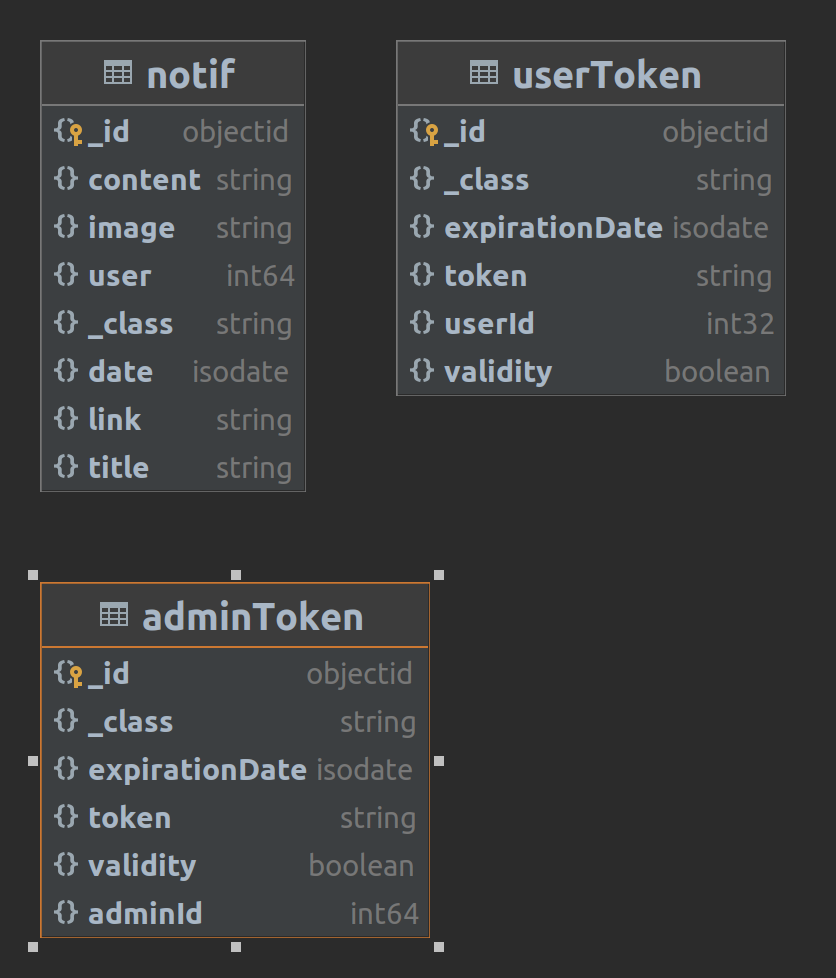 notif
_id objectid
content string
image string
user int64
_class string
date isodate
link string
title string
userToken
_id objectid
_class string
expirationDate isodate
token string
userId int32
validity boolean
adminToken
_id objectid
_class string
expirationDate isodate
token string
validity boolean
adminId int64